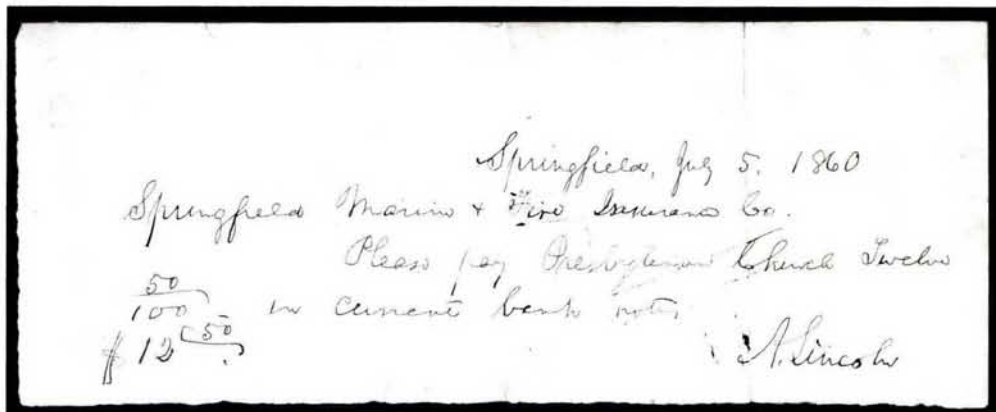 Springfield, July 5. 1860
Springfield Marine & Fire Insurance Co.
Please pay Presbyterian Church Twelve
50/100 in current bank notes
$12 50
A. Lincoln